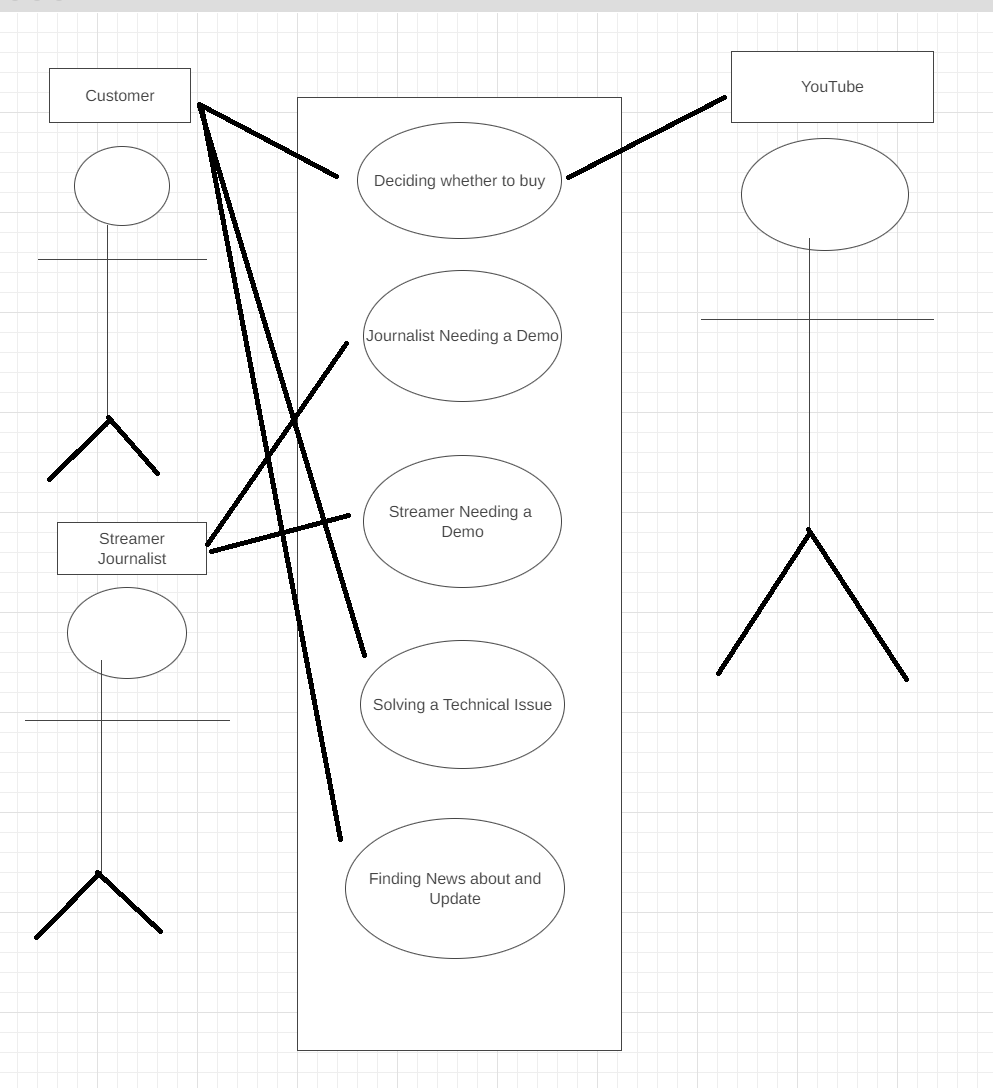 Customer
YouTube
Deciding whether to buy
Journalist Needing a Demo
Streamer Needing a
Demo
Streamer
Journalist
Solving a Technical Issue
Finding News about and
Update